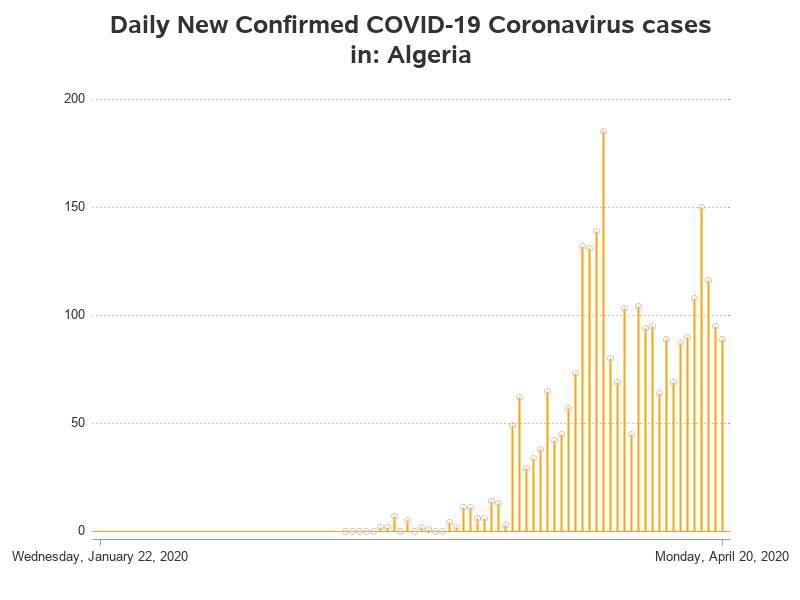 Daily New Confirmed COVID-19 Coronavirus cases
in: Algeria
200
150
100
50
0
Wednesday, January 22, 2020
Monday, April 20, 2020